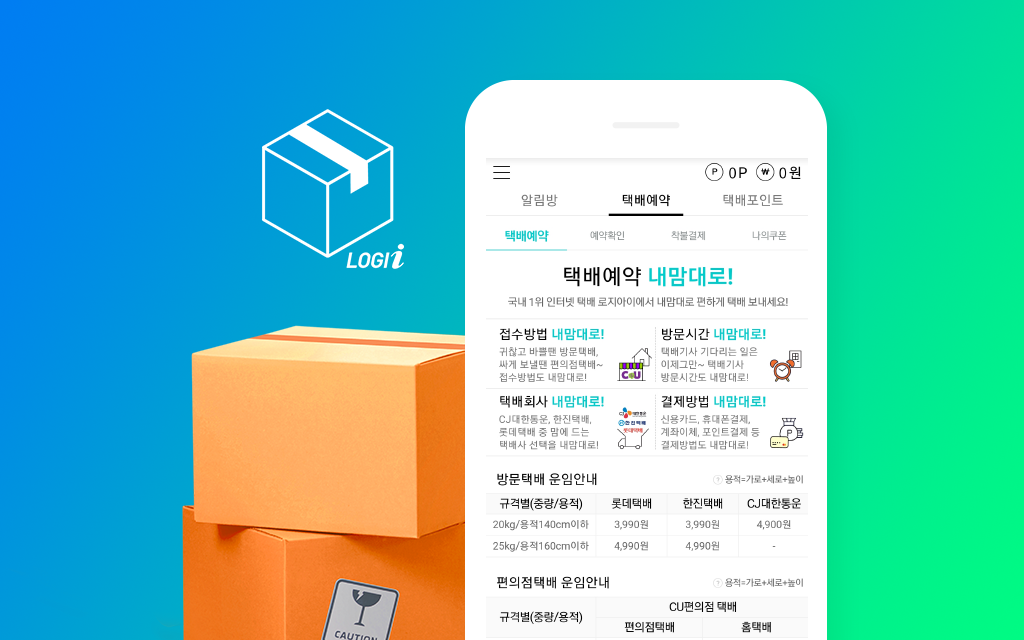 LOGIi
P 0P ₩ 0원
알림방 택배예약 택배포인트
택배예약 예약확인 착불결제 나의쿠폰
택배예약 내맘대로!
국내 1위 인터넷 택배 로지아이에서 내맘대로 편하게 택배 보내세요!
접수방법 내맘대로!
귀찮고 바쁠땐 방문택배,
싸게 보낼땐 편의점택배~
접수방법도 내맘대로!
CU
방문시간 내맘대로!
택배기사 기다리는 일은
이제그만~ 택배기사
방문시간도 내맘대로!
택배회사 내맘대로!
CJ대한통운, 한진택배,
롯데택배 중 맘에 드는
택배사 선택을 내맘대로!
CJ대한통운
한진택배
롯데택배
결제방법 내맘대로!
신용카드, 휴대폰결제,
계좌이체, 포인트결제 등
결제방법도 내맘대로!
P
방문택배 운임안내 ? 용적=가로+세로+높이
규격별(중량/용적) 롯데택배 한진택배 CJ대한통운
20kg/용적140cm이하 3,990원 3,990원 4,900원
25kg/용적160cm이하 4,990원 4,990원 -
편의점택배 운임안내 ? 용적=가로+세로+높이
규격별(중량/용적) CU편의점 택배
편의점택배 홈택배
CAUTION